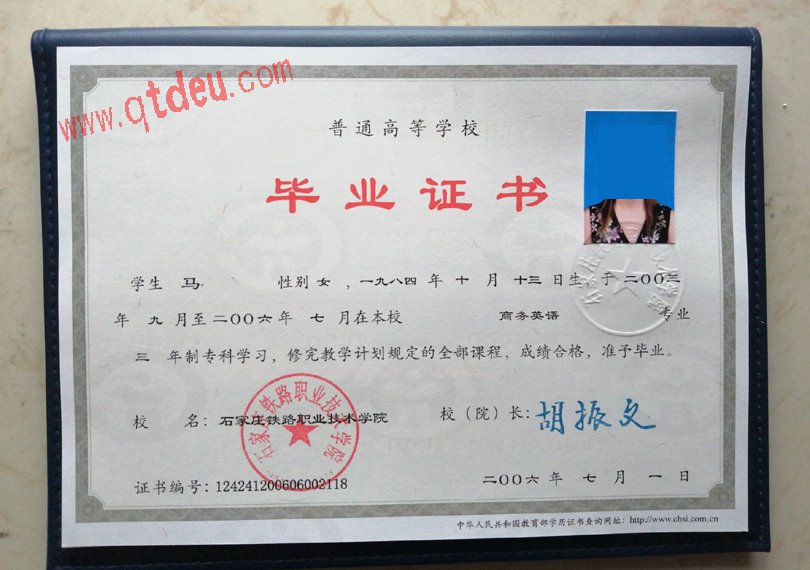 www.qtdeu.com
普通高等学校
毕业证书
学生 马 性别 女 ，一九八四 年 十 月 十三 日生，于 二〇〇三
年 九 月至 二〇〇六 年 七 月在本校 商务英语 专业
三 年制专科学习，修完教学计划规定的全部课程，成绩合格，准予毕业。
校 名：石家庄铁路职业技术学院 校（院）长：胡振文
石家庄铁路职业技术学院
证书编号：124241200606002118 二〇〇六 年 七 月 一 日
中华人民共和国教育部学历证书查询网址：http://www.chsi.com.cn